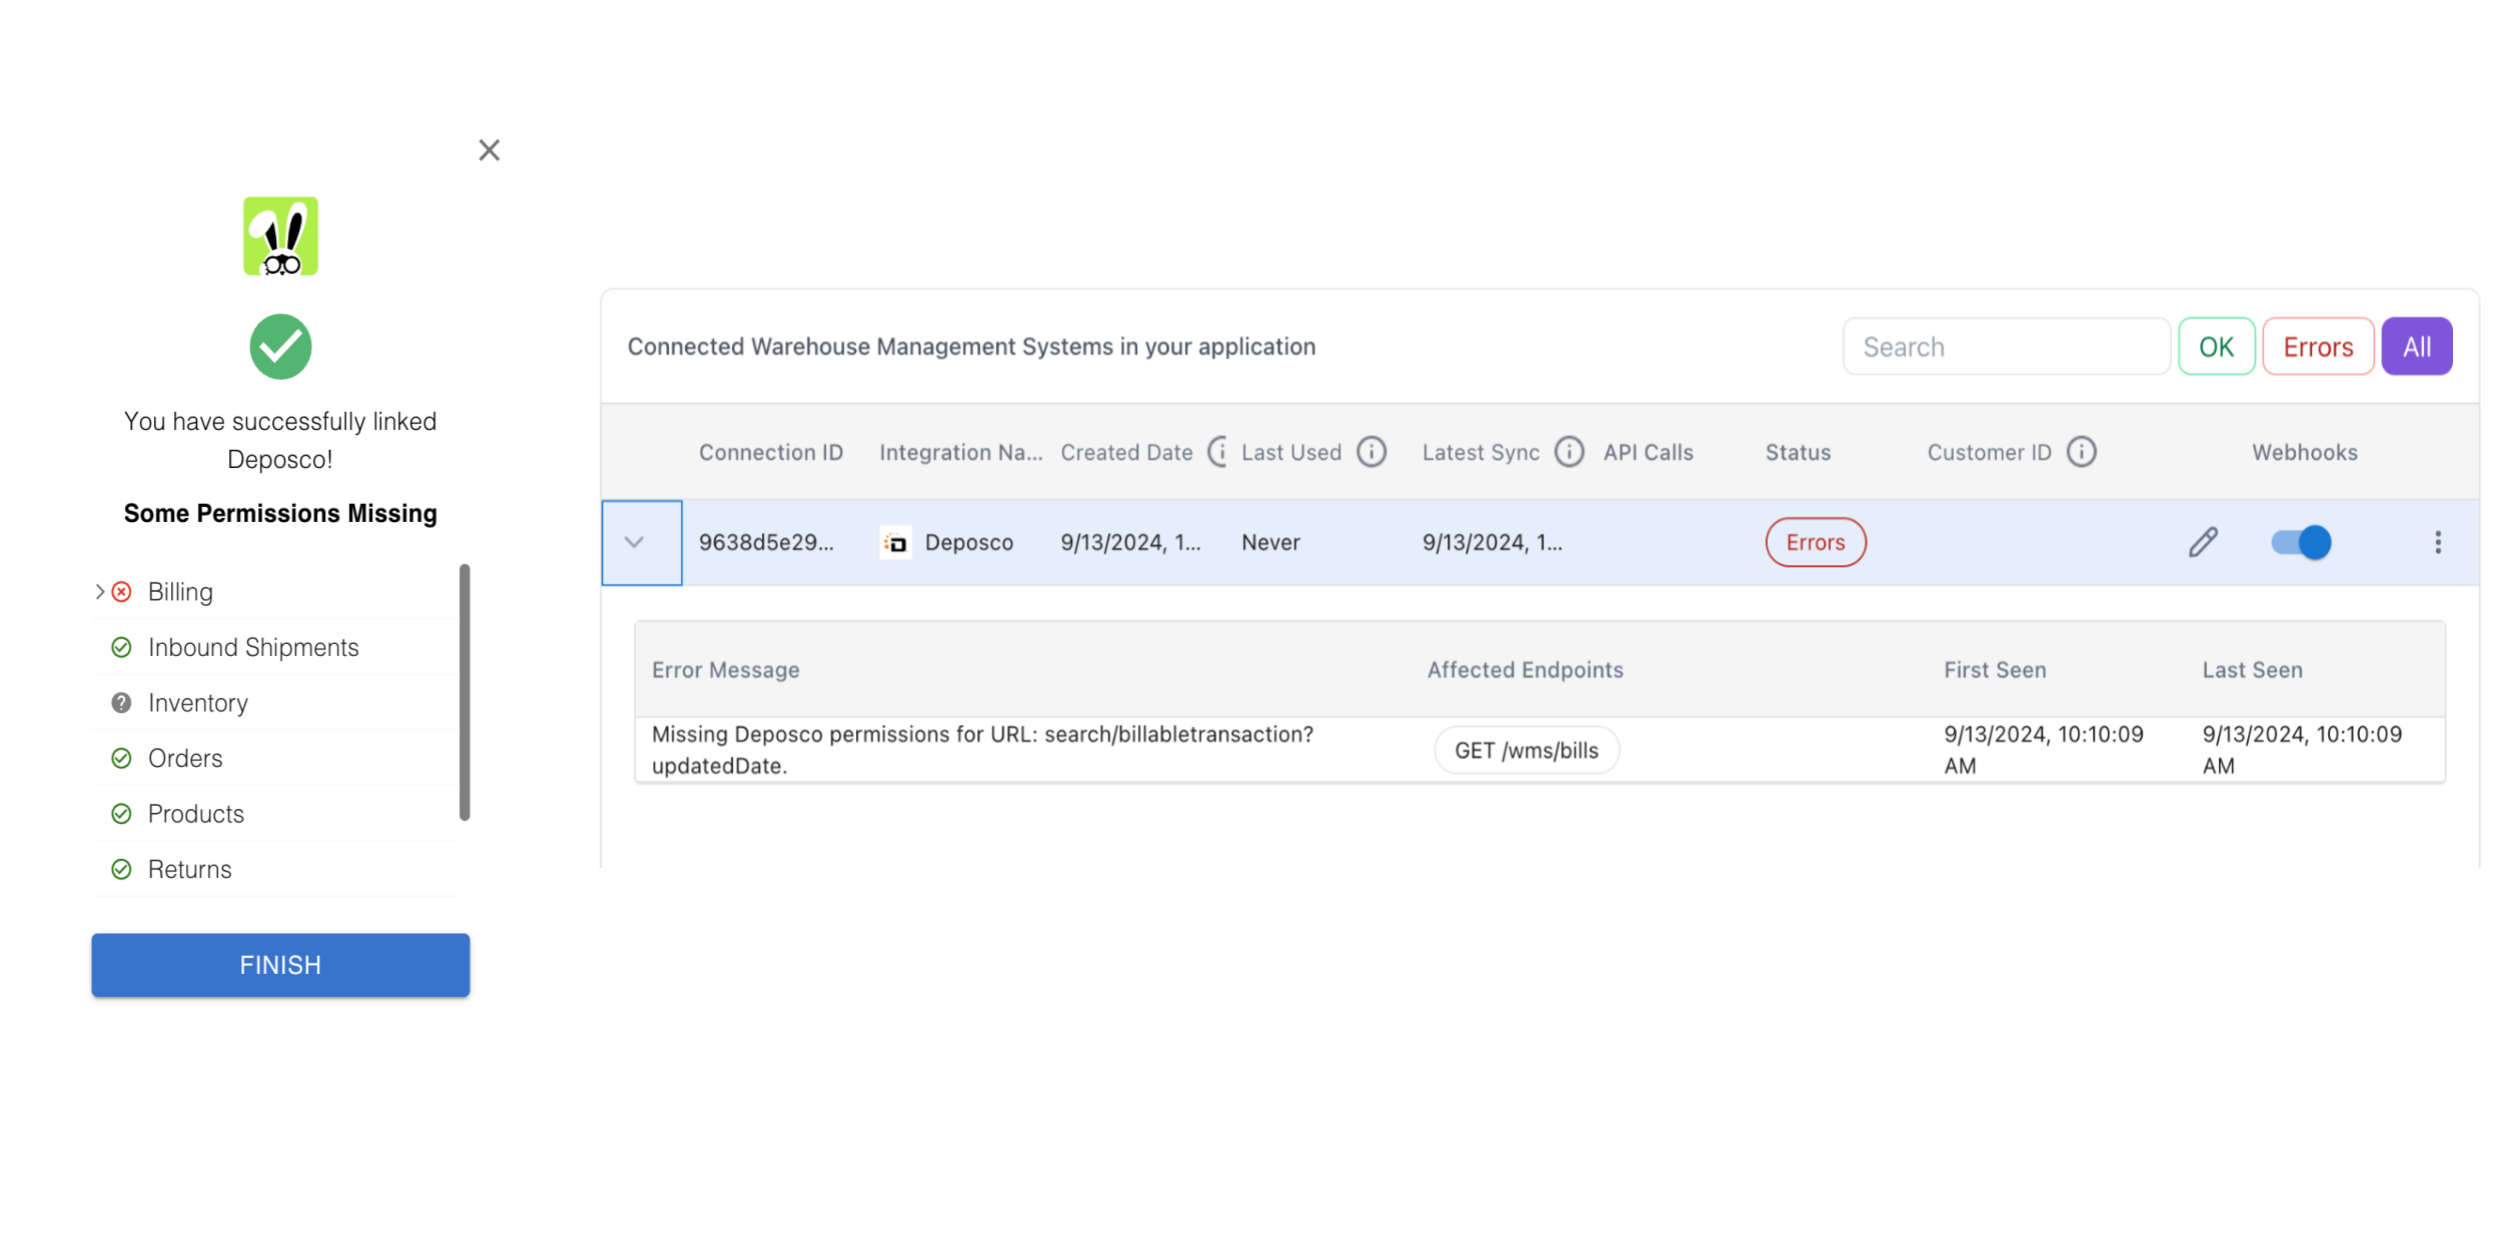 You have successfully linked
Deposco!
Some Permissions Missing
Billing
Inbound Shipments
Inventory
Orders
Products
Returns
FINISH
Connected Warehouse Management Systems in your application
Search
OK
Errors
All
Connection ID
Integration Na...
Created Date
Last Used
Latest Sync
API Calls
Status
Customer ID
Webhooks
9638d5e29...
Deposco
9/13/2024, 1...
Never
9/13/2024, 1...
Errors
Error Message
Affected Endpoints
First Seen
Last Seen
Missing Deposco permissions for URL: search/billabletransaction?
updatedDate.
GET /wms/bills
9/13/2024, 10:10:09
AM
9/13/2024, 10:10:09
AM